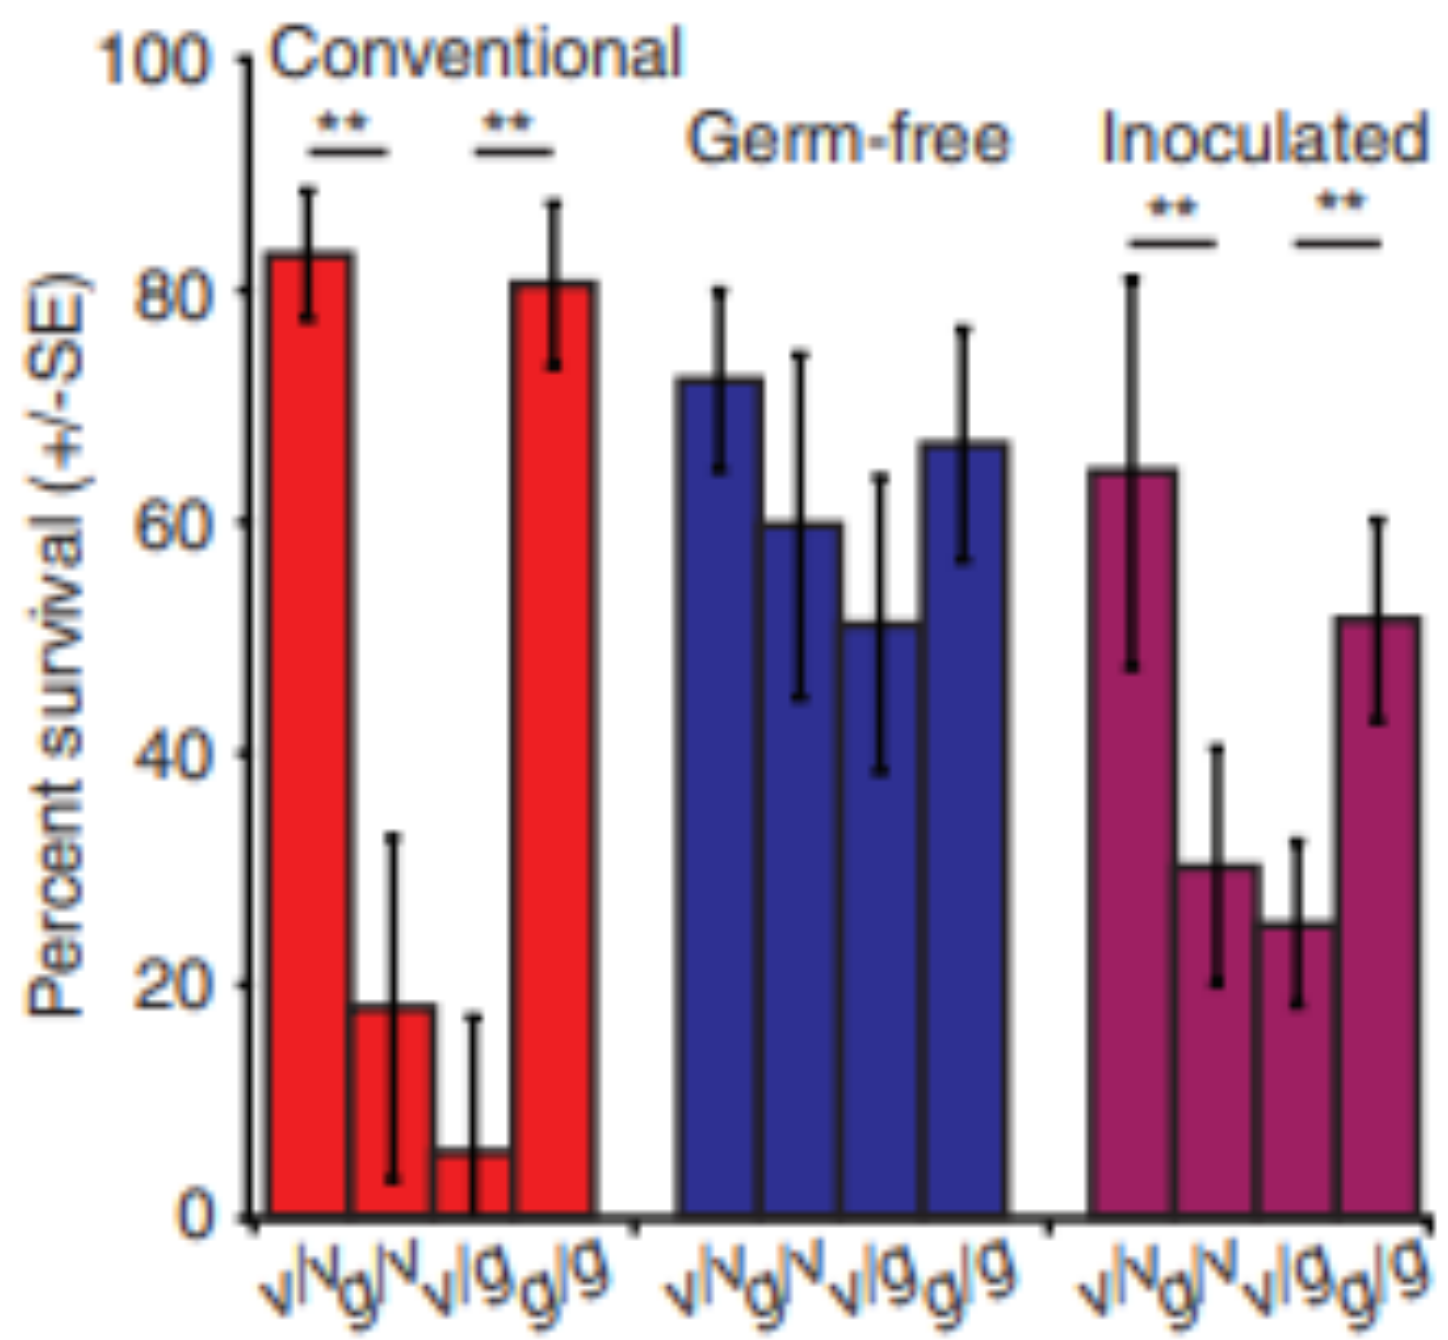 Percent survival (+/-SE)
100
80
60
40
20
0
Conventional
** **
Germ-free
Inoculated
** **
v/v g/v v/g g/g
v/v g/v v/g g/g
v/v g/v v/g g/g